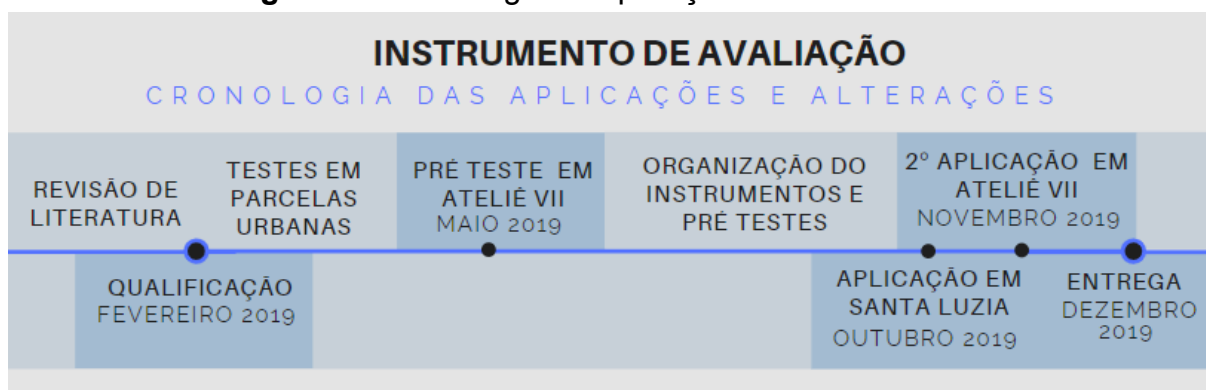 INSTRUMENTO DE AVALIAÇÃO
CRONOLOGIA DAS APLICAÇÕES E ALTERAÇÕES
REVISÃO DE
LITERATURA
TESTES EM
PARCELAS
URBANAS
PRÉ TESTE EM
ATELIÊ VII
MAIO 2019
ORGANIZAÇÃO DO
INSTRUMENTOS E
PRÉ TESTES
2º APLICAÇÃO EM
ATELIÊ VII
NOVEMBRO 2019
QUALIFICAÇÃO
FEVEREIRO 2019
APLICAÇÃO EM
SANTA LUZIA
OUTUBRO 2019
ENTREGA
DEZEMBRO
2019